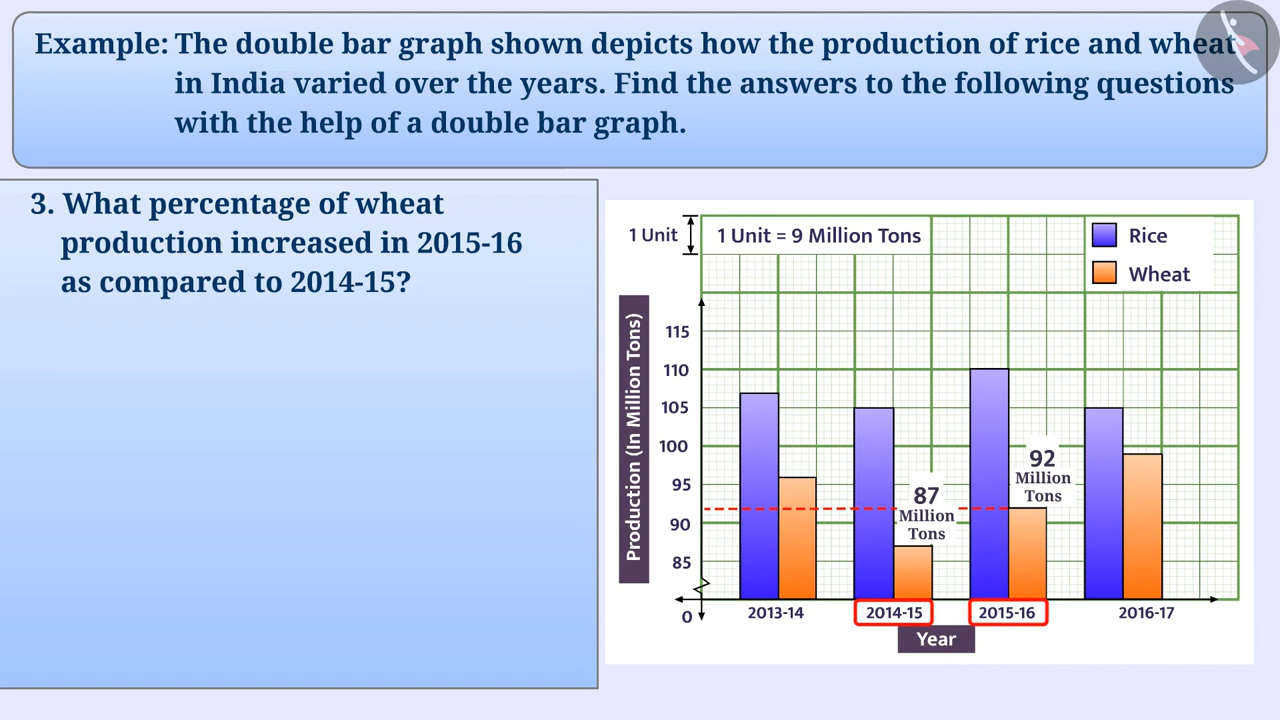 Example: The double bar graph shown depicts how the production of rice and wheat
in India varied over the years. Find the answers to the following questions
with the help of a double bar graph.
3. What percentage of wheat
production increased in 2015-16
as compared to 2014-15?
1 Unit
1 Unit = 9 Million Tons
Rice
Wheat
Production (In Million Tons)
115
110
105
100
95
90
85
0
87
Million
Tons
92
Million
Tons
2013-14
2014-15
2015-16
2016-17
Year